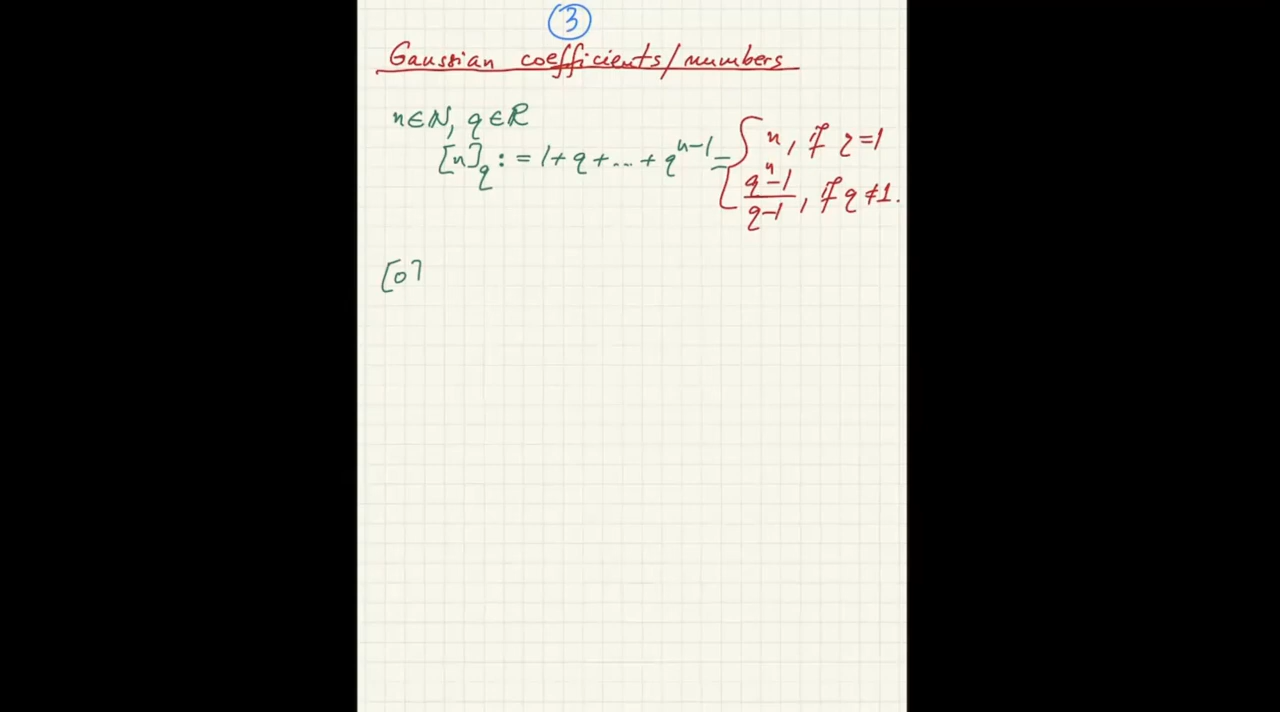 3
Gaussian coefficients/numbers
n∈N, q∈R
[n]_q := 1+q+...+q^{n-1} = { n, if q=1
(q^n-1)/(q-1), if q≠1.
[0]